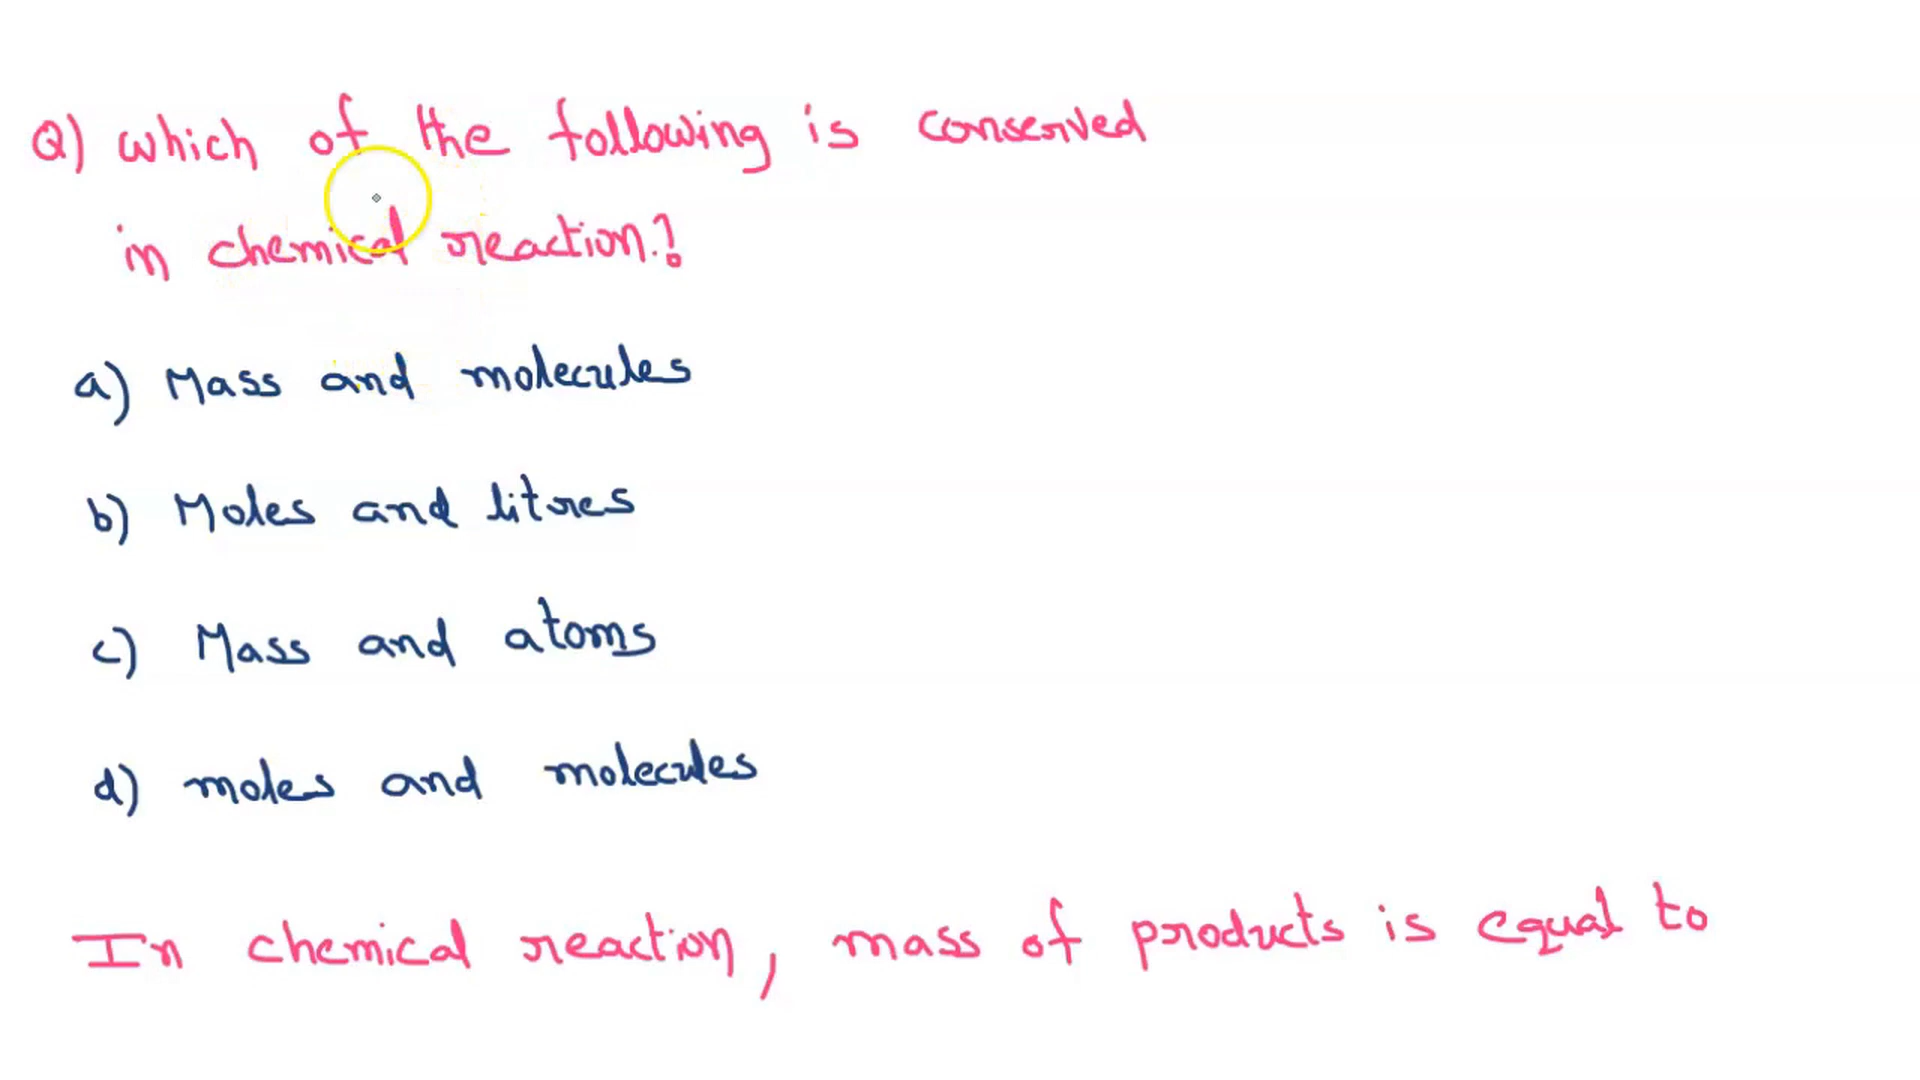 Q) which of the following is conserved
in chemical reaction?
a) Mass and molecules
b) Moles and litres
c) Mass and atoms
d) moles and molecules
In chemical reaction, mass of products is equal to